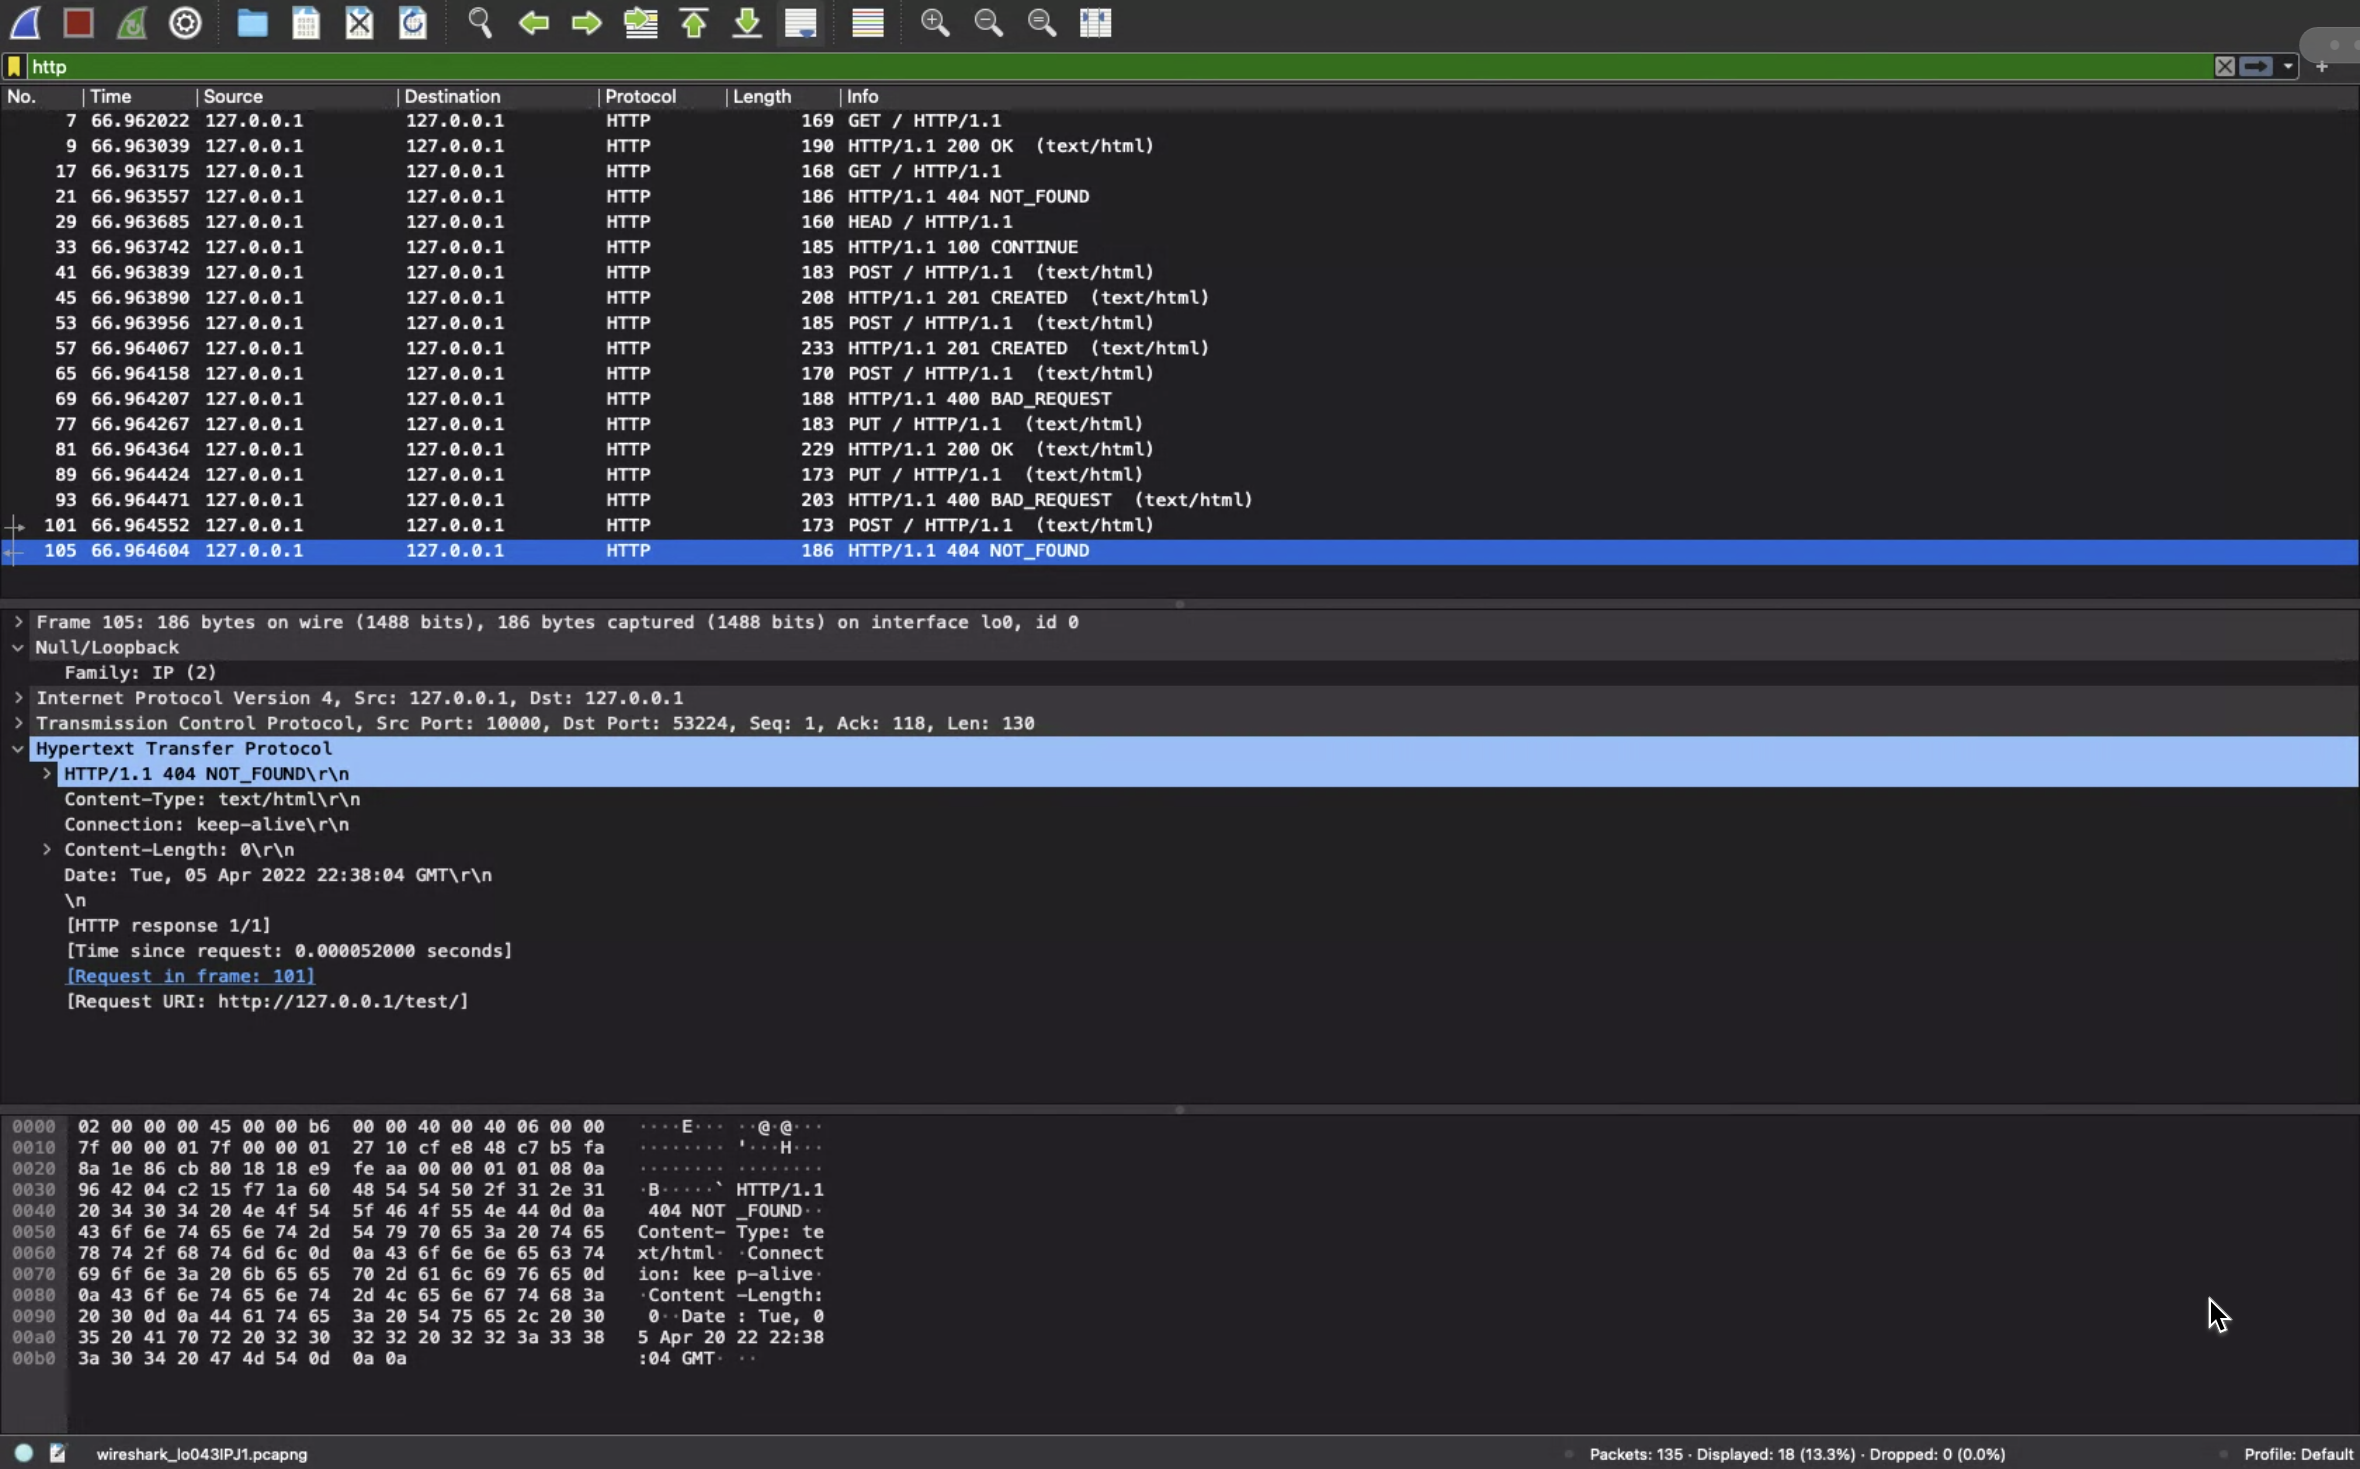 http
No. Time Source Destination Protocol Length Info
7 66.962022 127.0.0.1 127.0.0.1 HTTP 169 GET / HTTP/1.1
9 66.963039 127.0.0.1 127.0.0.1 HTTP 190 HTTP/1.1 200 OK (text/html)
17 66.963175 127.0.0.1 127.0.0.1 HTTP 168 GET / HTTP/1.1
21 66.963557 127.0.0.1 127.0.0.1 HTTP 186 HTTP/1.1 404 NOT_FOUND
29 66.963685 127.0.0.1 127.0.0.1 HTTP 160 HEAD / HTTP/1.1
33 66.963742 127.0.0.1 127.0.0.1 HTTP 185 HTTP/1.1 100 CONTINUE
41 66.963839 127.0.0.1 127.0.0.1 HTTP 183 POST / HTTP/1.1 (text/html)
45 66.963890 127.0.0.1 127.0.0.1 HTTP 208 HTTP/1.1 201 CREATED (text/html)
53 66.963956 127.0.0.1 127.0.0.1 HTTP 185 POST / HTTP/1.1 (text/html)
57 66.964067 127.0.0.1 127.0.0.1 HTTP 233 HTTP/1.1 201 CREATED (text/html)
65 66.964158 127.0.0.1 127.0.0.1 HTTP 170 POST / HTTP/1.1 (text/html)
69 66.964207 127.0.0.1 127.0.0.1 HTTP 188 HTTP/1.1 400 BAD_REQUEST
77 66.964267 127.0.0.1 127.0.0.1 HTTP 183 PUT / HTTP/1.1 (text/html)
81 66.964364 127.0.0.1 127.0.0.1 HTTP 229 HTTP/1.1 200 OK (text/html)
89 66.964424 127.0.0.1 127.0.0.1 HTTP 173 PUT / HTTP/1.1 (text/html)
93 66.964471 127.0.0.1 127.0.0.1 HTTP 203 HTTP/1.1 400 BAD_REQUEST (text/html)
101 66.964552 127.0.0.1 127.0.0.1 HTTP 173 POST / HTTP/1.1 (text/html)
105 66.964604 127.0.0.1 127.0.0.1 HTTP 186 HTTP/1.1 404 NOT_FOUND
Frame 105: 186 bytes on wire (1488 bits), 186 bytes captured (1488 bits) on interface lo0, id 0
Null/Loopback
Family: IP (2)
Internet Protocol Version 4, Src: 127.0.0.1, Dst: 127.0.0.1
Transmission Control Protocol, Src Port: 10000, Dst Port: 53224, Seq: 1, Ack: 118, Len: 130
Hypertext Transfer Protocol
HTTP/1.1 404 NOT_FOUND\r\n
Content-Type: text/html\r\n
Connection: keep-alive\r\n
Content-Length: 0\r\n
Date: Tue, 05 Apr 2022 22:38:04 GMT\r\n
\n
[HTTP response 1/1]
[Time since request: 0.000052000 seconds]
[Request in frame: 101]
[Request URI: http://127.0.0.1/test/]
0000 02 00 00 00 45 00 00 b6 00 00 40 00 40 06 00 00 ····E··· ··@·@···
0010 7f 00 00 01 7f 00 00 01 27 10 cf e8 48 c7 b5 fa ········ '···H···
0020 8a 1e 86 cb 80 18 18 e9 fe aa 00 00 01 01 08 0a ········ ········
0030 96 42 04 c2 15 f7 1a 60 48 54 54 50 2f 31 2e 31 ·B·····` HTTP/1.1
0040 20 34 30 34 20 4e 4f 54 5f 46 4f 55 4e 44 0d 0a 404 NOT _FOUND··
0050 43 6f 6e 74 65 6e 74 2d 54 79 70 65 3a 20 74 65 Content- Type: te
0060 78 74 2f 68 74 6d 6c 0d 0a 43 6f 6e 6e 65 63 74 xt/html· ·Connect
0070 69 6f 6e 3a 20 6b 65 65 70 2d 61 6c 69 76 65 0d ion: kee p-alive·
0080 0a 43 6f 6e 74 65 6e 74 2d 4c 65 6e 67 74 68 3a ·Content -Length:
0090 20 30 0d 0a 44 61 74 65 3a 20 54 75 65 2c 20 30 0··Date : Tue, 0
00a0 35 20 41 70 72 20 32 30 32 32 20 32 32 3a 33 38 5 Apr 20 22 22:38
00b0 3a 30 34 20 47 4d 54 0d 0a 0a :04 GMT· ··
wireshark_lo043IPJ1.pcapng Packets: 135 · Displayed: 18 (13.3%) · Dropped: 0 (0.0%) Profile: Default